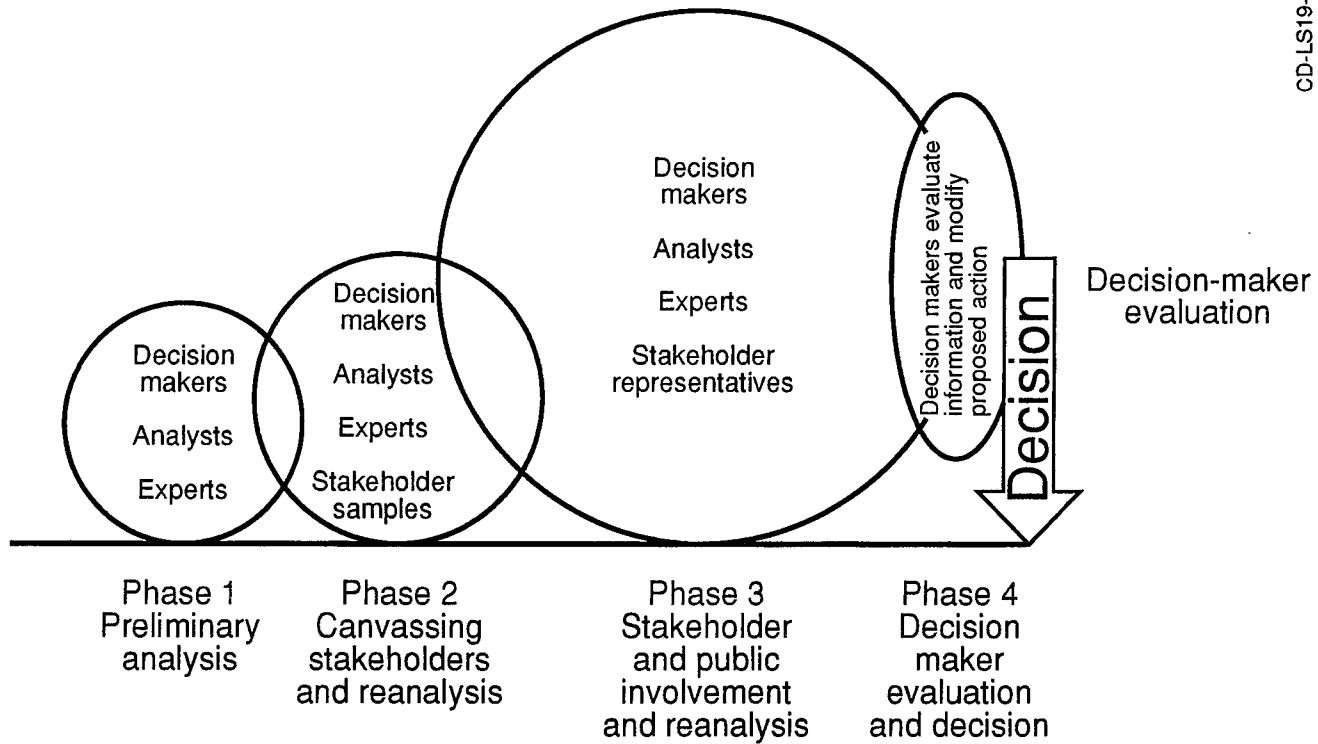 CD-LS19-
Decision
makers
Analysts
Experts
Decision
makers
Analysts
Experts
Stakeholder
samples
Decision
makers
Analysts
Experts
Stakeholder
representatives
Decision makers evaluate
information and modify
proposed action
Decision
Decision-maker
evaluation
Phase 1
Preliminary
analysis
Phase 2
Canvassing
stakeholders
and reanalysis
Phase 3
Stakeholder
and public
involvement
and reanalysis
Phase 4
Decision
maker
evaluation
and decision